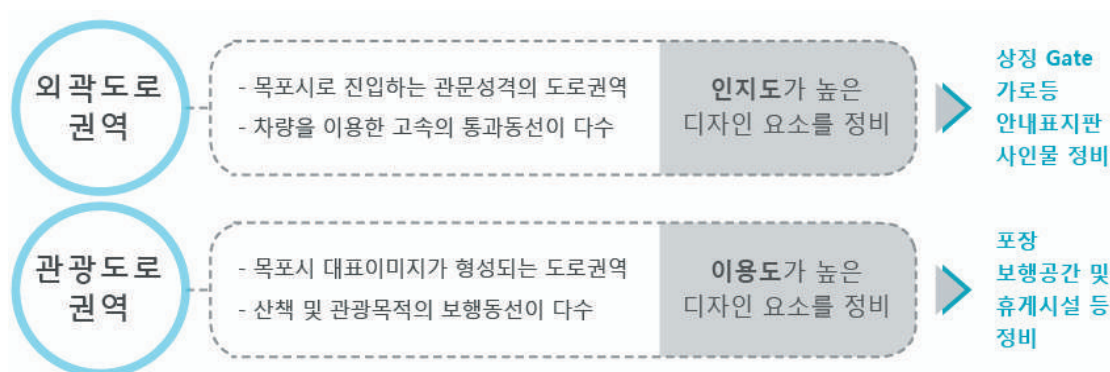 외곽도로
권역
- 목포시로 진입하는 관문성격의 도로권역
- 차량을 이용한 고속의 통과동선이 다수
인지도가 높은
디자인 요소를 정비
상징 Gate
가로등
안내표지판
사인물 정비
관광도로
권역
- 목포시 대표이미지가 형성되는 도로권역
- 산책 및 관광목적의 보행동선이 다수
이용도가 높은
디자인 요소를 정비
포장
보행공간 및
휴게시설 등
정비